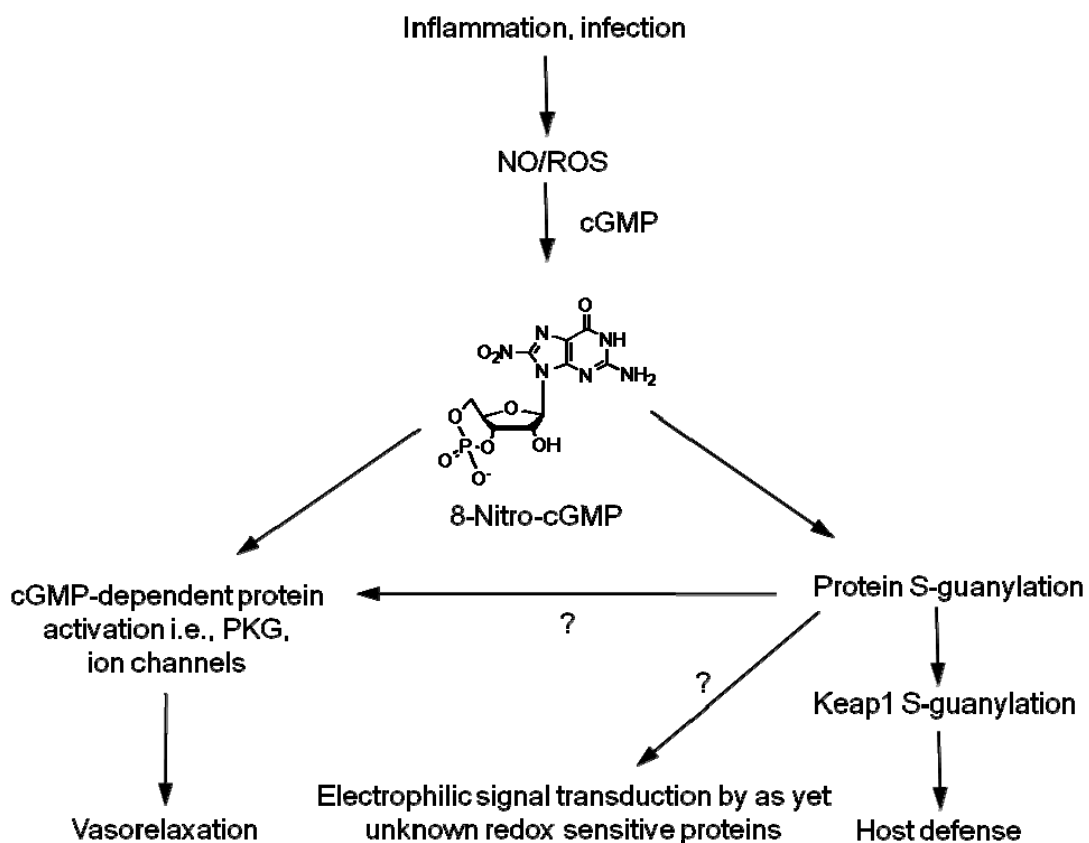 Inflammation, infection
NO/ROS
cGMP
O
N
NH
O₂N
N
N
NH₂
O
O
P
O
OH
O
O⁻
8-Nitro-cGMP
cGMP-dependent protein
activation i.e., PKG,
ion channels
?
Protein S-guanylation
?
Keap1 S-guanylation
Vasorelaxation
Electrophilic signal transduction by as yet
unknown redox sensitive proteins
Host defense